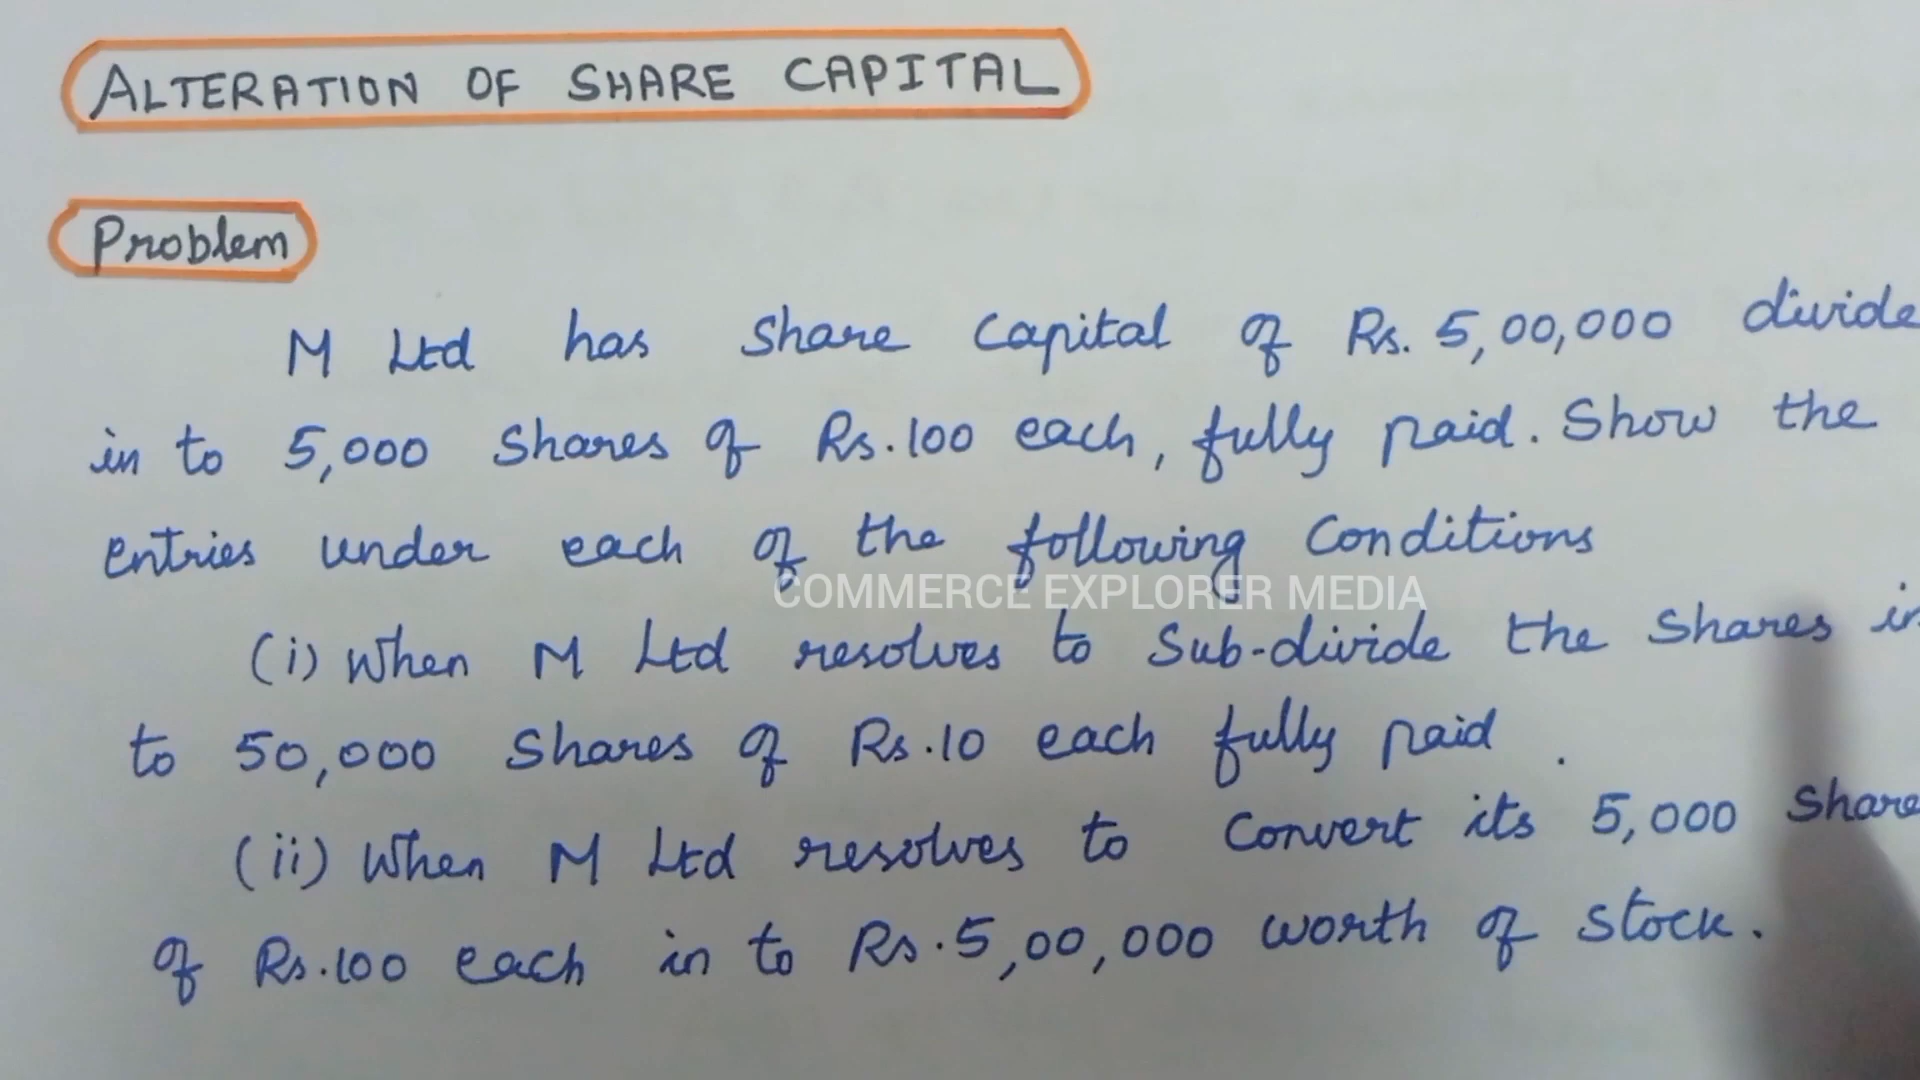 ALTERATION OF SHARE CAPITAL
Problem
M Ltd has Share Capital of Rs. 5,00,000 divide
in to 5,000 Shares of Rs.100 each, fully paid. Show the
entries under each of the following Conditions
COMMERCE EXPLORER MEDIA
(i) When M Ltd resolves to Sub-divide the Shares in
to 50,000 Shares of Rs.10 each fully paid.
(ii) When M Ltd resolves to Convert its 5,000 Share
of Rs.100 each in to Rs.5,00,000 worth of Stock.